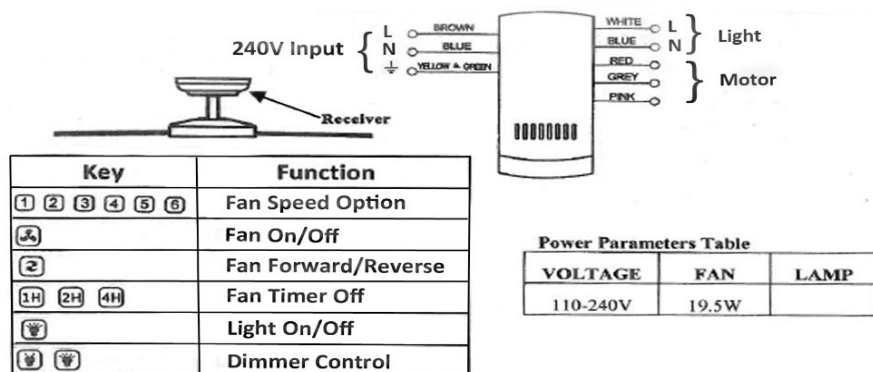 240V Input
L BROWN
N BLUE
YELLOW & GREEN
WHITE L
BLUE N
Light
RED
GREY
PINK
Motor
Receiver
Key Function
1 2 3 4 5 6 Fan Speed Option
Fan On/Off
Fan Forward/Reverse
1H 2H 4H Fan Timer Off
Light On/Off
Dimmer Control
Power Parameters Table
VOLTAGE FAN LAMP
110-240V 19.5W